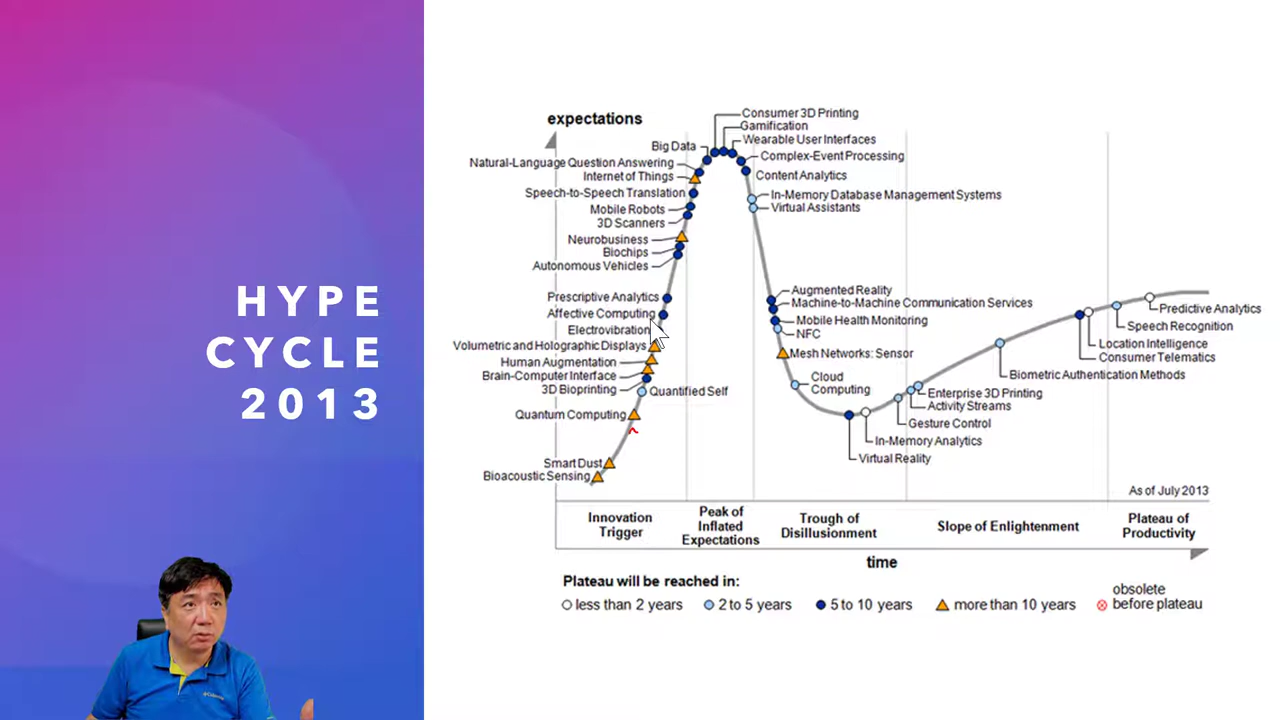 HYPE
CYCLE
2013
expectations
Consumer 3D Printing
Gamification
Wearable User Interfaces
Big Data
Complex-Event Processing
Natural-Language Question Answering
Internet of Things
Content Analytics
Speech-to-Speech Translation
In-Memory Database Management Systems
Virtual Assistants
Mobile Robots
3D Scanners
Neurobusiness
Biochips
Autonomous Vehicles
Prescriptive Analytics
Affective Computing
Electrovibration
Volumetric and Holographic Displays
Human Augmentation
Brain-Computer Interface
3D Bioprinting
Quantified Self
Quantum Computing
Smart Dust
Bioacoustic Sensing
Augmented Reality
Machine-to-Machine Communication Services
Mobile Health Monitoring
NFC
Mesh Networks: Sensor
Cloud
Computing
Virtual Reality
In-Memory Analytics
Gesture Control
Activity Streams
Enterprise 3D Printing
Biometric Authentication Methods
Consumer Telematics
Location Intelligence
Speech Recognition
Predictive Analytics
As of July 2013
Innovation
Trigger
Peak of
Inflated
Expectations
Trough of
Disillusionment
Slope of Enlightenment
Plateau of
Productivity
time
Plateau will be reached in:
less than 2 years
2 to 5 years
5 to 10 years
more than 10 years
obsolete
before plateau
Columbia